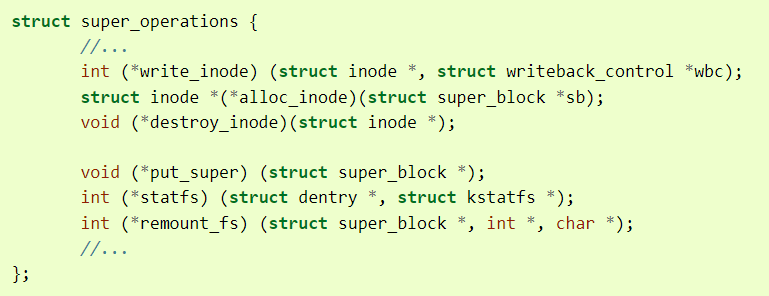 struct super_operations {
//...
int (*write_inode) (struct inode *, struct writeback_control *wbc);
struct inode *(*alloc_inode)(struct super_block *sb);
void (*destroy_inode)(struct inode *);
void (*put_super) (struct super_block *);
int (*statfs) (struct dentry *, struct kstatfs *);
int (*remount_fs) (struct super_block *, int *, char *);
//...
};